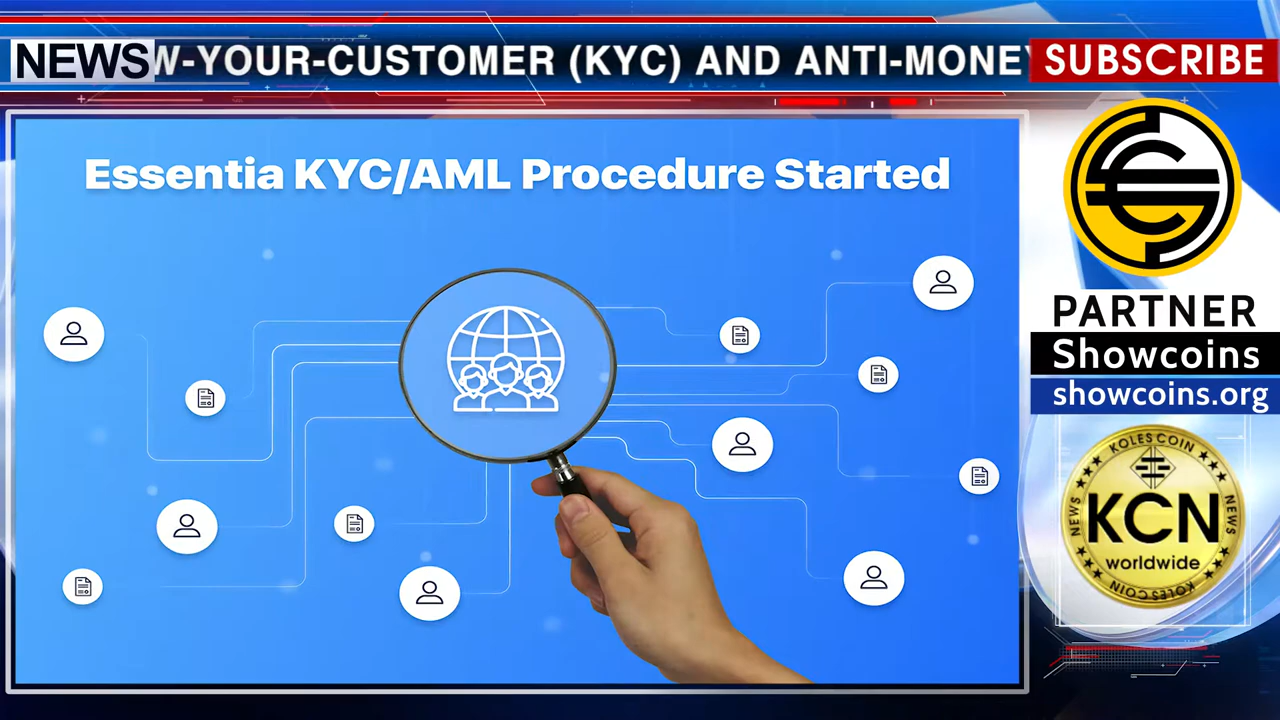 NEWS
W-YOUR-CUSTOMER (KYC) AND ANTI-MONEY
SUBSCRIBE
Essentia KYC/AML Procedure Started
PARTNER
Showcoins
showcoins.org
KOLES COIN
NEWS
KCN
NEWS
worldwide
KOLES COIN